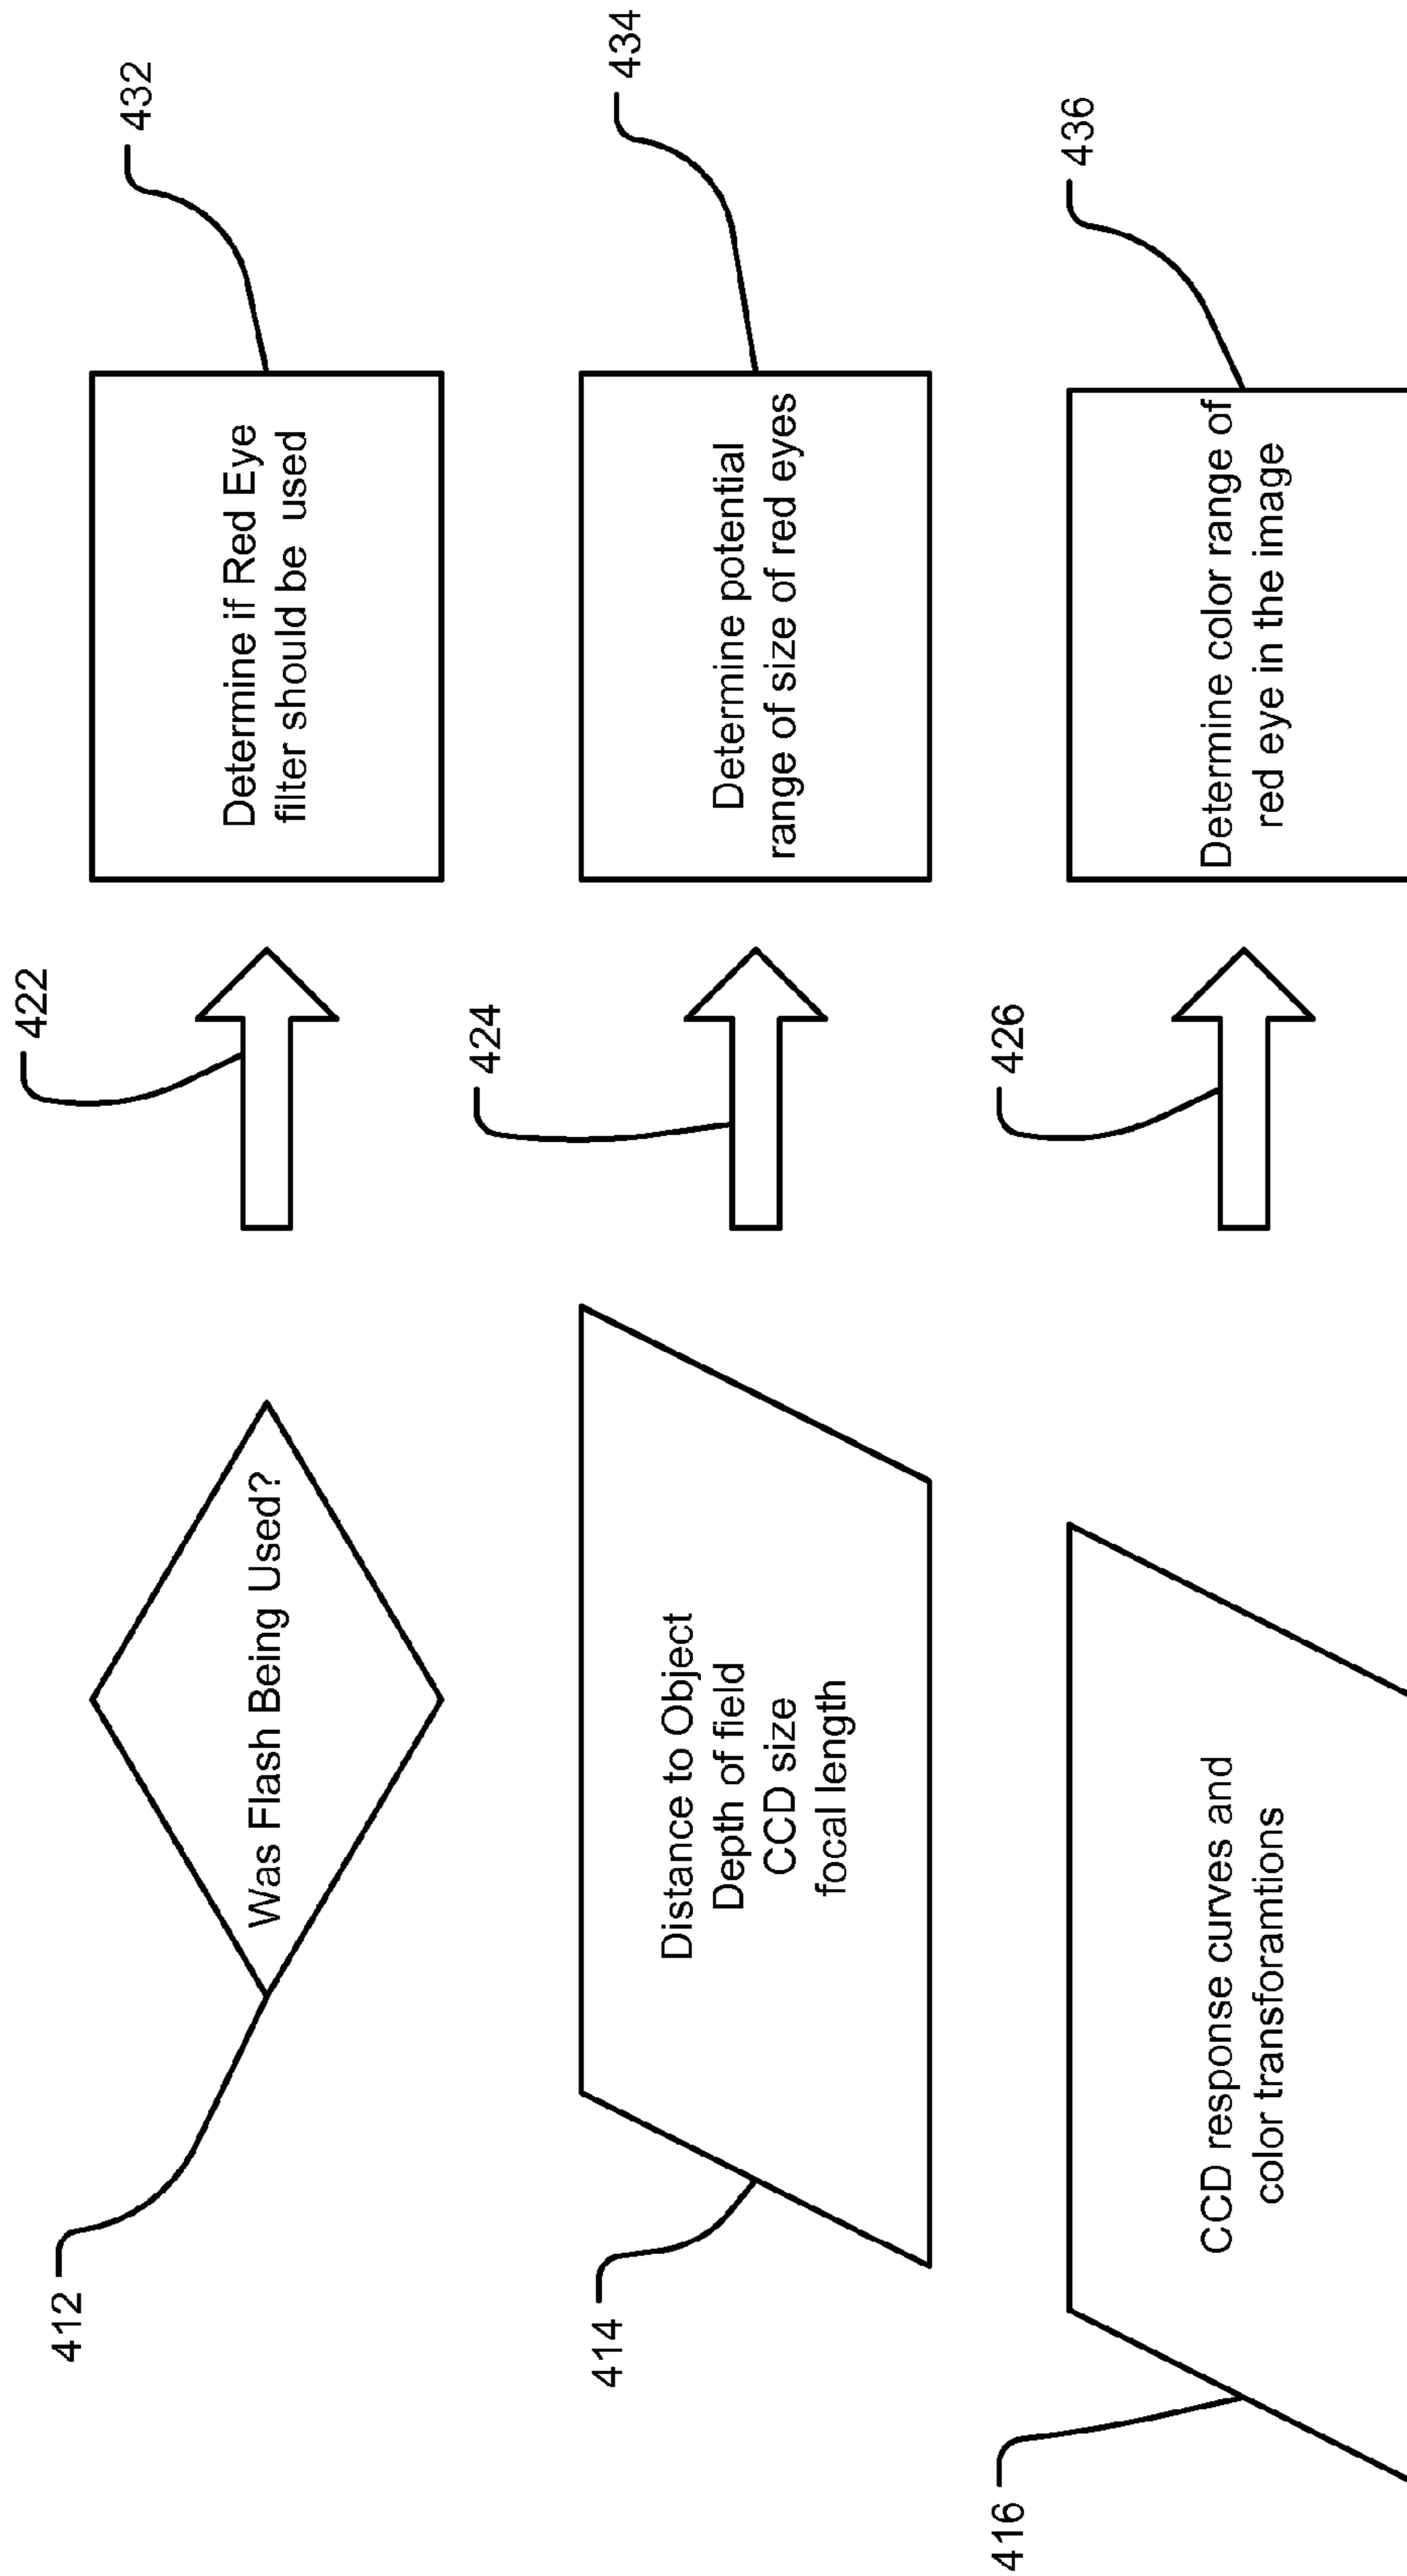 412
Was Flash Being Used?
422
Determine if Red Eye
filter should be used
432
414
Distance to Object
Depth of field
CCD size
focal length
424
Determine potential
range of size of red eyes
434
416
CCD response curves and
color transforamtions
426
Determine color range of
red eye in the image
436